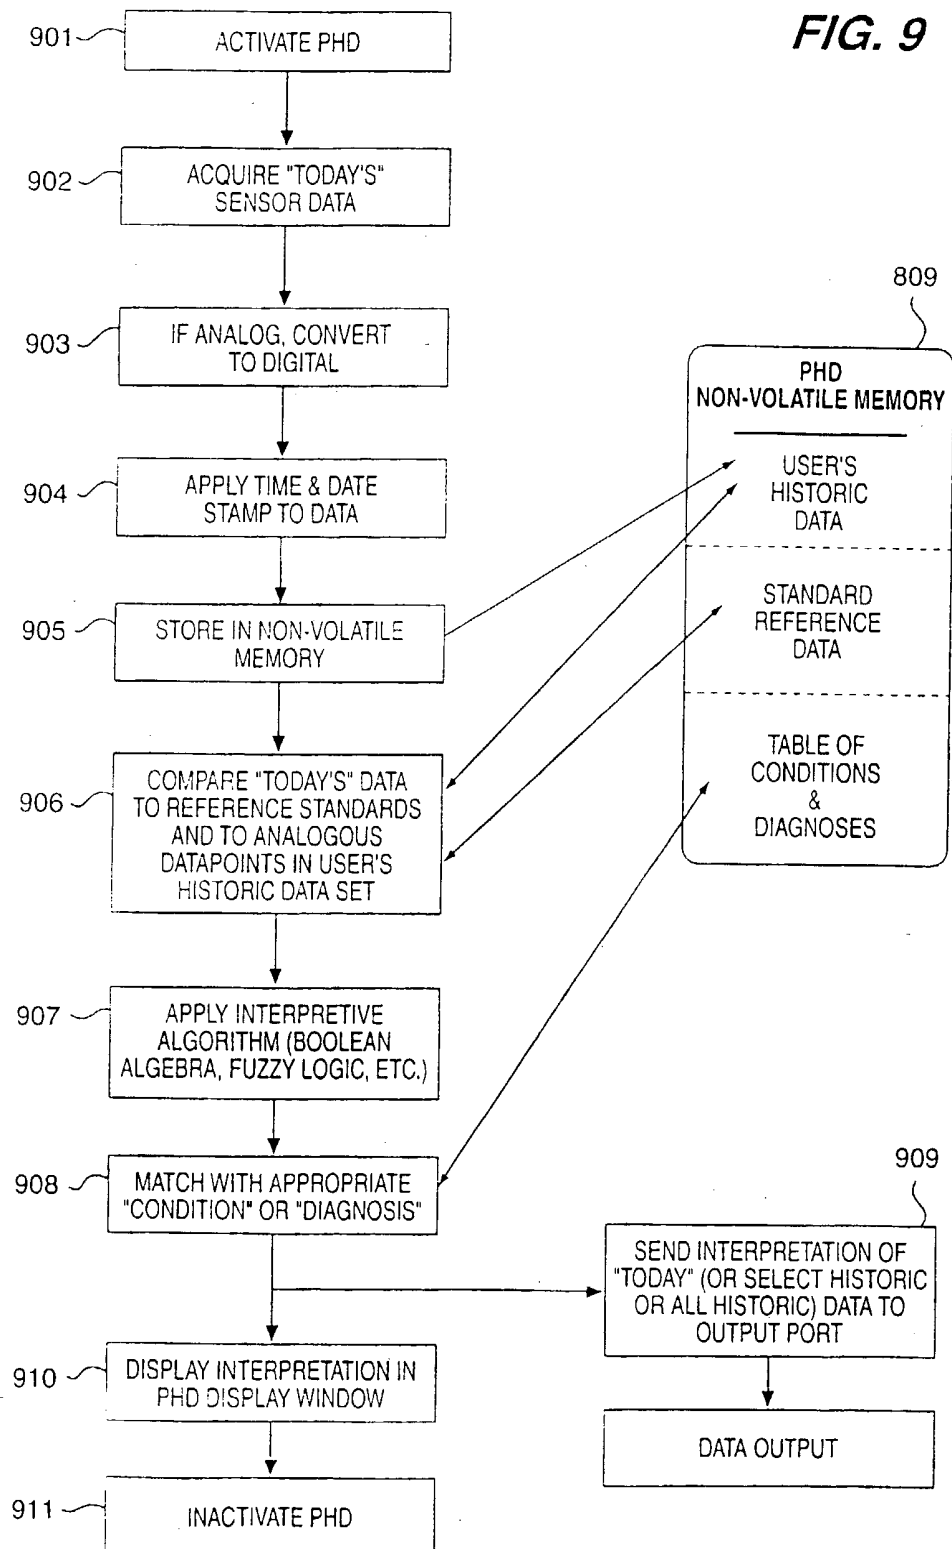 FIG. 9
901
ACTIVATE PHD
902
ACQUIRE "TODAY'S"
SENSOR DATA
903
IF ANALOG, CONVERT
TO DIGITAL
904
APPLY TIME & DATE
STAMP TO DATA
905
STORE IN NON-VOLATILE
MEMORY
906
COMPARE "TODAY'S" DATA
TO REFERENCE STANDARDS
AND TO ANALOGOUS
DATAPOINTS IN USER'S
HISTORIC DATA SET
907
APPLY INTERPRETIVE
ALGORITHM (BOOLEAN
ALGEBRA, FUZZY LOGIC, ETC.)
908
MATCH WITH APPROPRIATE
"CONDITION" OR "DIAGNOSIS"
910
DISPLAY INTERPRETATION IN
PHD DISPLAY WINDOW
911
INACTIVATE PHD
809
PHD
NON-VOLATILE MEMORY
USER'S
HISTORIC
DATA
STANDARD
REFERENCE
DATA
TABLE OF
CONDITIONS
&
DIAGNOSES
909
SEND INTERPRETATION OF
"TODAY" (OR SELECT HISTORIC
OR ALL HISTORIC) DATA TO
OUTPUT PORT
DATA OUTPUT